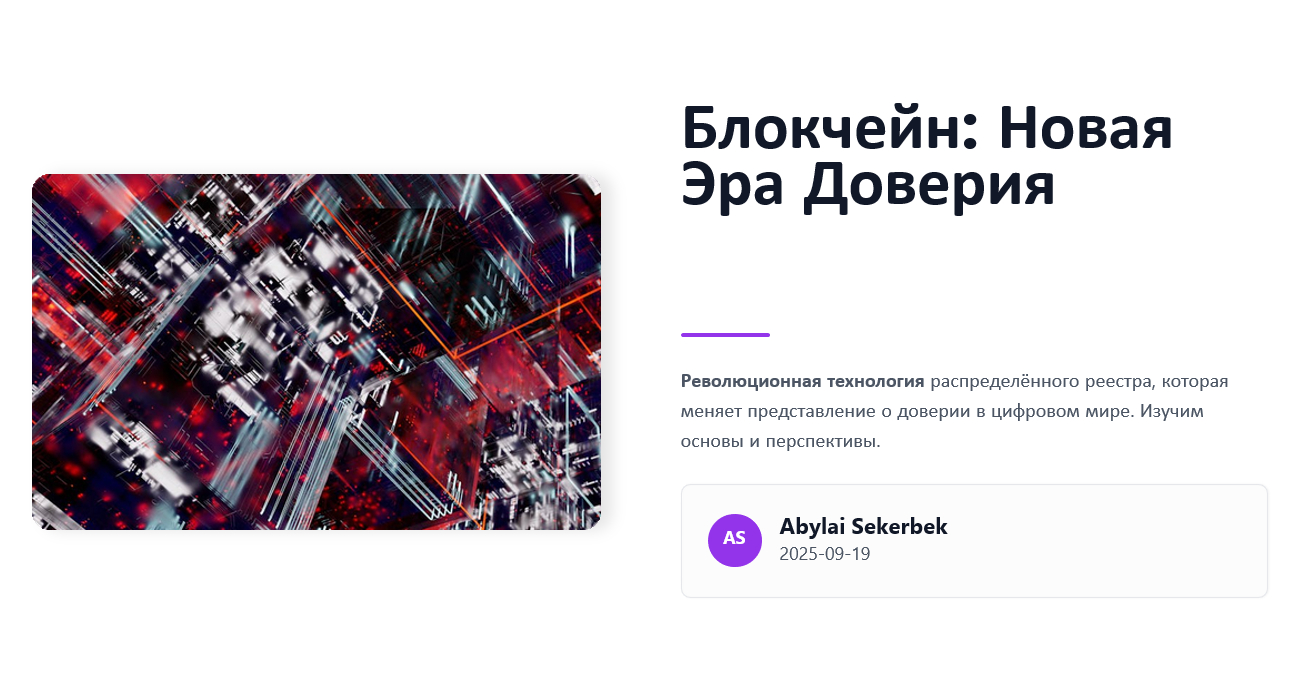 Блокчейн: Новая
Эра Доверия
Революционная технология распределённого реестра, которая
меняет представление о доверии в цифровом мире. Изучим
основы и перспективы.
AS
Abylai Sekerbek
2025-09-19